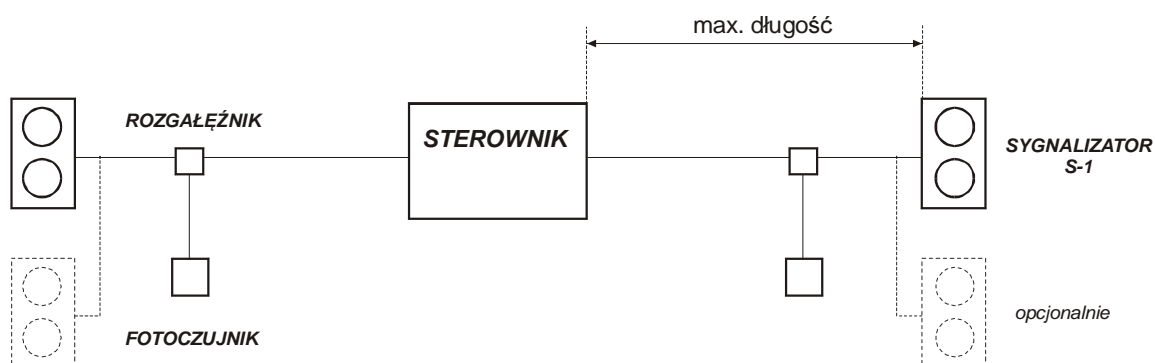 max. długość
ROZGAŁĘŹNIK
STEROWNIK
SYGNALIZATOR
S-1
opcjonalnie
FOTOCZUJNIK